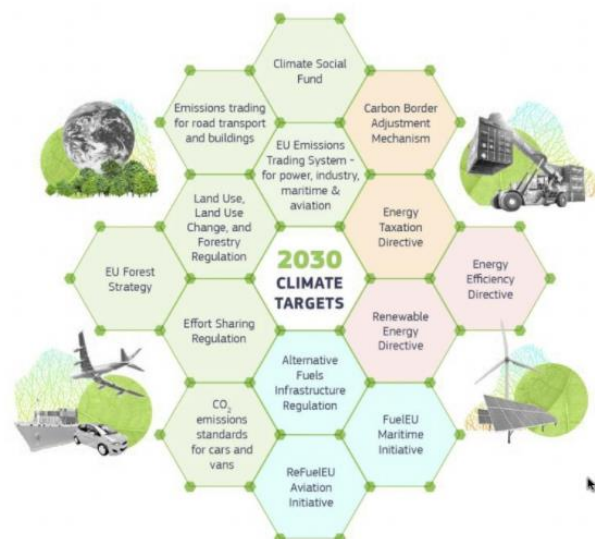 Climate Social
Fund
Emissions trading
for road transport
and buildings
Carbon Border
Adjustment
Mechanism
EU Emissions
Trading System -
for power, industry,
maritime &
aviation
Land Use,
Land Use
Change, and
Forestry
Regulation
Energy
Taxation
Directive
EU Forest
Strategy
2030
CLIMATE
TARGETS
Energy
Efficiency
Directive
Effort Sharing
Regulation
Renewable
Energy
Directive
Alternative
Fuels
Infrastructure
Regulation
CO₂
emissions
standards
for cars and
vans
FuelEU
Maritime
Initiative
ReFuelEU
Aviation
Initiative